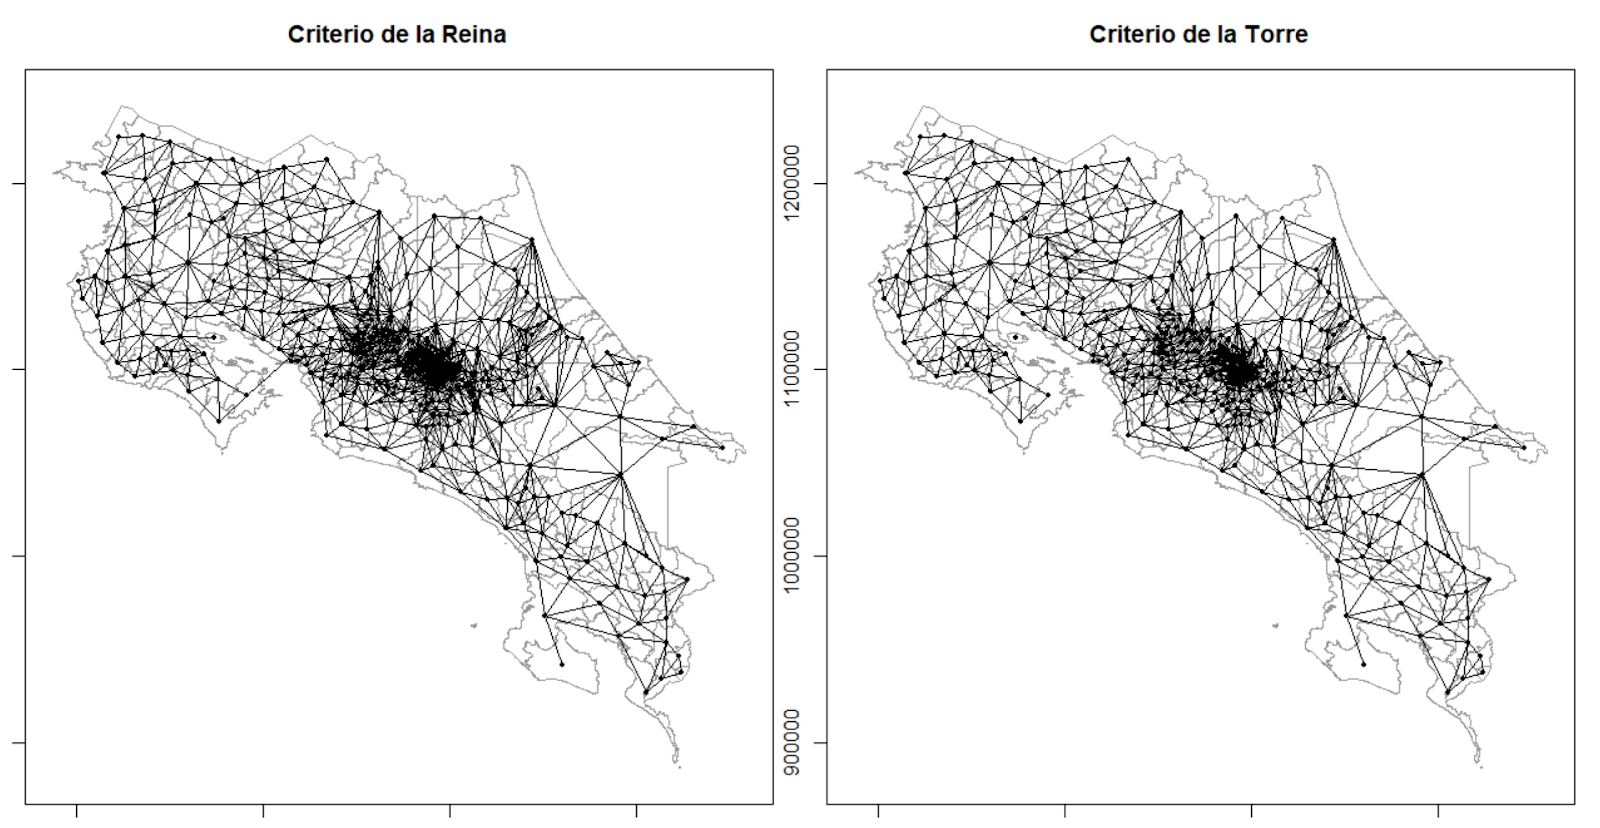 Criterio de la Reina
Criterio de la Torre
1200000
1100000
1000000
900000